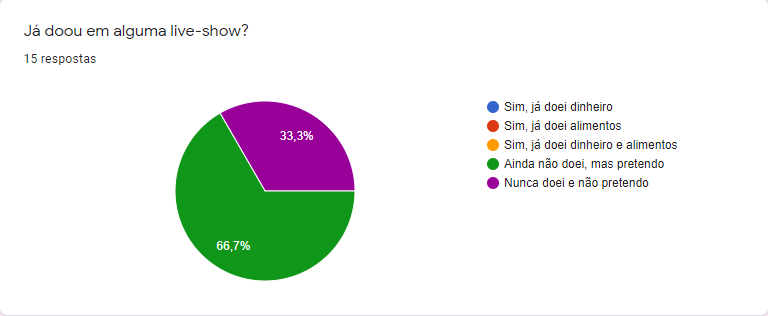 Já doou em alguma live-show?
15 respostas
33,3%
66,7%
Sim, já doei dinheiro
Sim, já doei alimentos
Sim, já doei dinheiro e alimentos
Ainda não doei, mas pretendo
Nunca doei e não pretendo